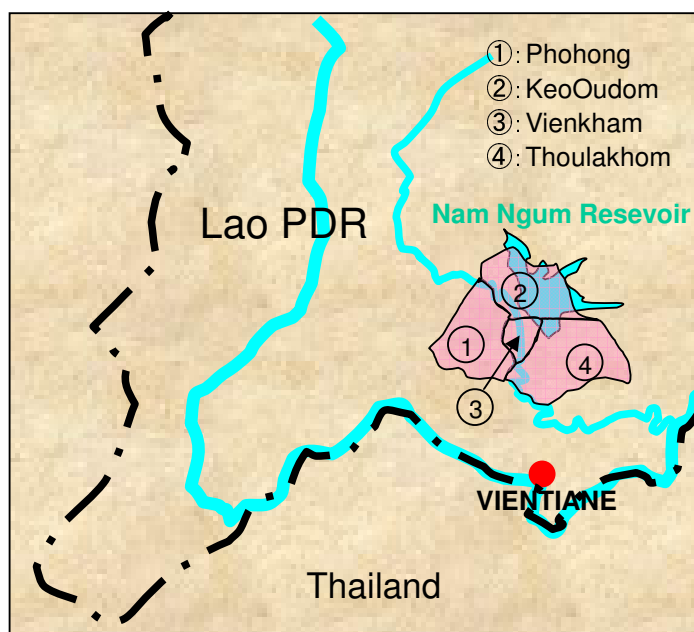 ①: Phohong
②: KeoOudom
③: Vienkham
④: Thoulakhom
Lao PDR
Nam Ngum Resevoir
②
①
④
③
VIENTIANE
Thailand